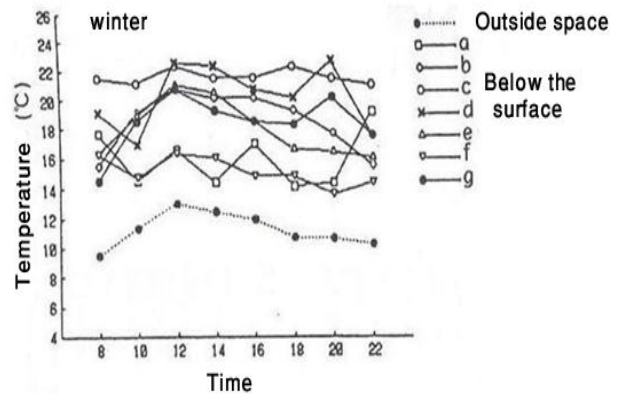 winter
Temperature (°C)
26
24
22
20
18
16
14
12
10
8
6
4
8 10 12 14 16 18 20 22
Time
Outside space
a
b
c
Below the
d
surface
e
f
g